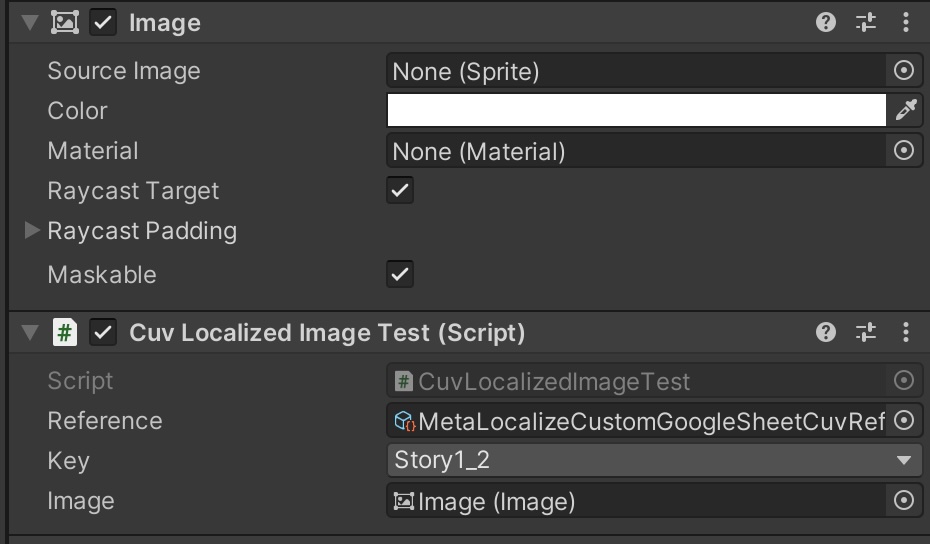 Image
Source Image None (Sprite)
Color
Material None (Material)
Raycast Target
Raycast Padding
Maskable
# Cuv Localized Image Test (Script)
Script # CuvLocalizedImageTest
Reference MetaLocalizeCustomGoogleSheetCuvRef
Key Story1_2
Image Image (Image)